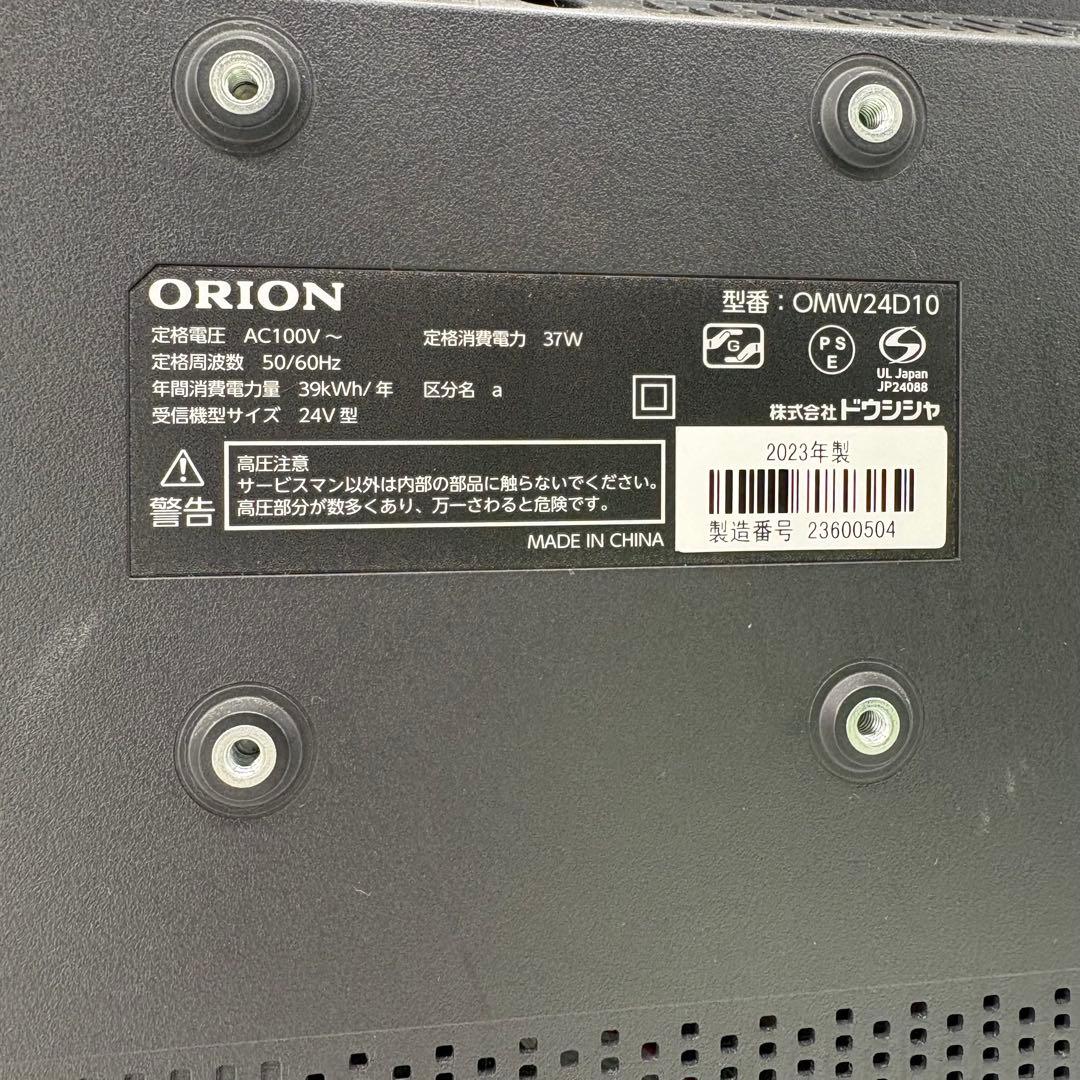 ORION
型番：OMW24D10
定格電圧 AC100V～
定格消費電力 37W
定格周波数 50/60Hz
年間消費電力量 39kWh/年 区分名 a
受信機型サイズ 24V型
G
PS
E
S
UL Japan
JP24088
株式会社ドウシシャ
警告
高圧注意
サービスマン以外は内部の部品に触らないでください。
高圧部分が数多くあり、万一さわると危険です。
MADE IN CHINA
2023年製
製造番号 23600504